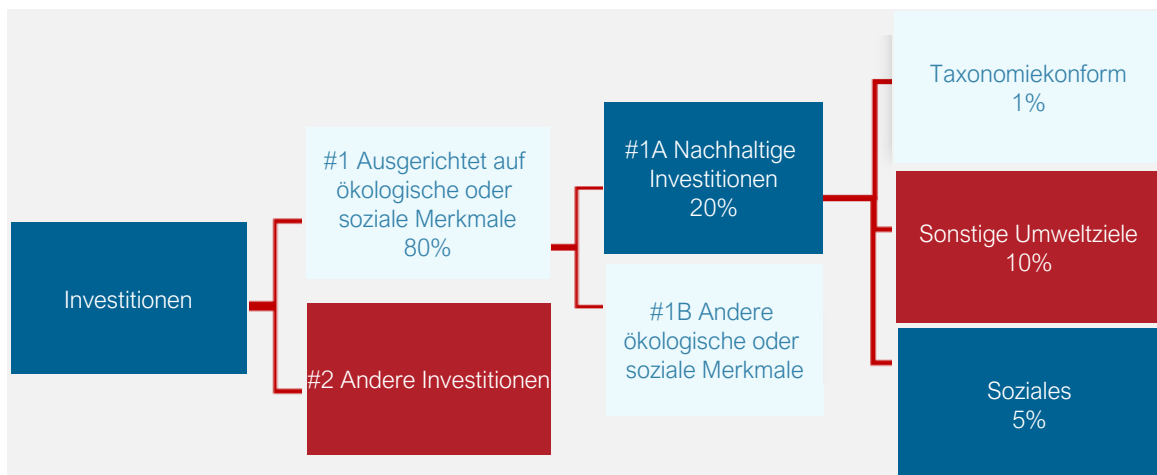 Investitionen
#1 Ausgerichtet auf
ökologische oder
soziale Merkmale
80%
#2 Andere Investitionen
#1A Nachhaltige
Investitionen
20%
#1B Andere
ökologische oder
soziale Merkmale
Taxonomiekonform
1%
Sonstige Umweltziele
10%
Soziales
5%